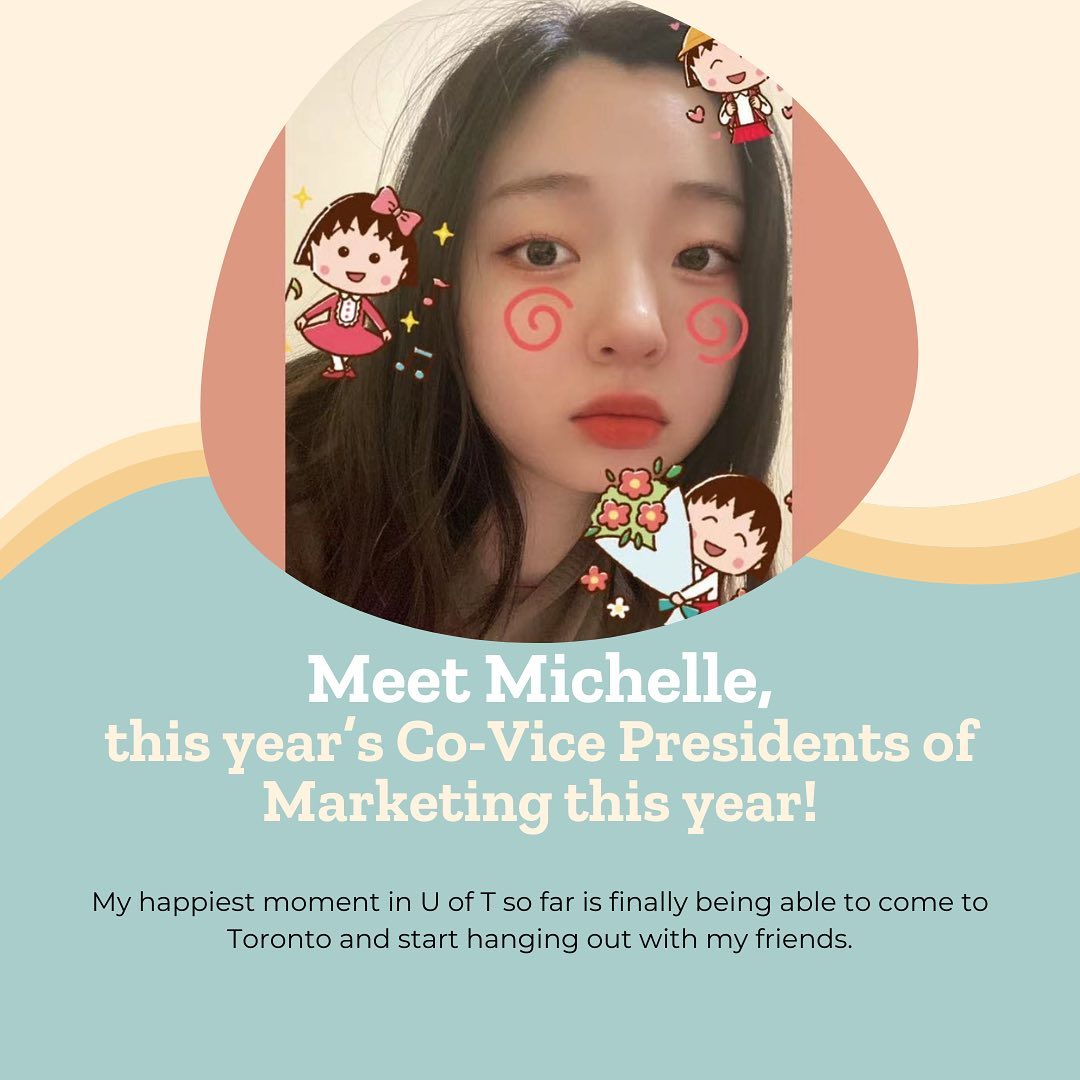 Meet Michelle,
this year’s Co-Vice Presidents of
Marketing this year!
My happiest moment in U of T so far is finally being able to come to
Toronto and start hanging out with my friends.